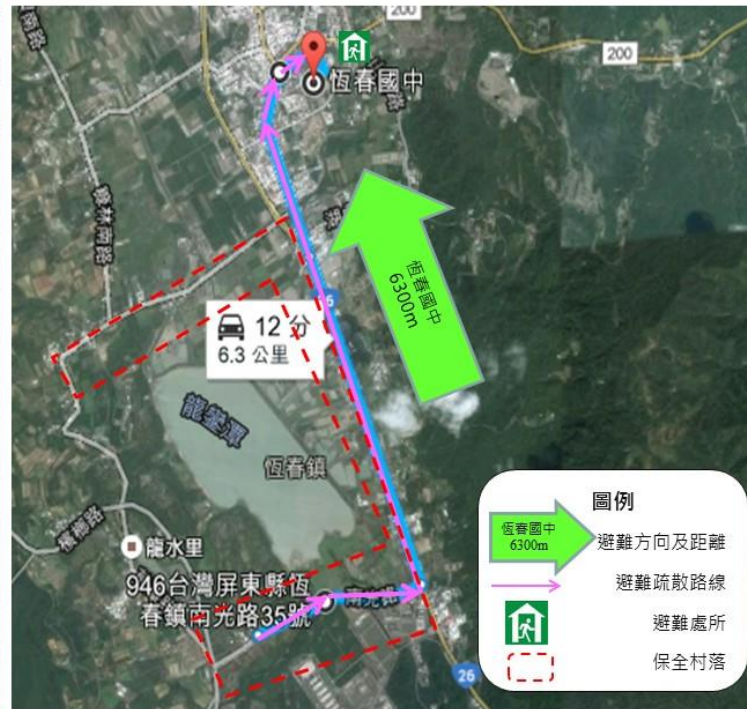 200
200
恆春國中
恆春國中
6300m
12 分
6.3 公里
龍鑾潭
恆春鎮
龍水里
946台灣屏東縣恆
春鎮南光路35號
26
圖例
恆春國中
6300m
避難方向及距離
避難疏散路線
避難處所
保全村落